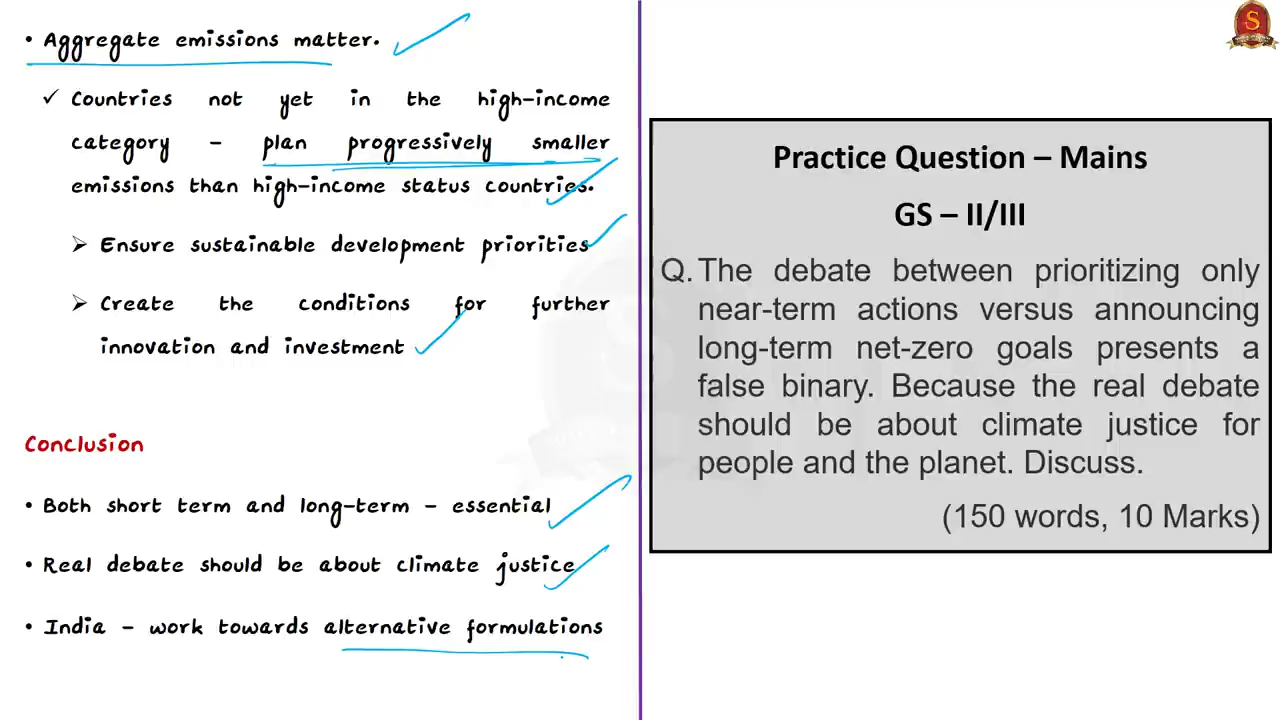 • Aggregate emissions matter.
✓ Countries not yet in the high-income
category – plan progressively smaller
emissions than high-income status countries.
➢ Ensure sustainable development priorities
➢ Create the conditions for further
innovation and investment
Conclusion
• Both short term and long-term – essential
• Real debate should be about climate justice
• India – work towards alternative formulations
S
Practice Question – Mains
GS – II/III
Q. The debate between prioritizing only
near-term actions versus announcing
long-term net-zero goals presents a
false binary. Because the real debate
should be about climate justice for
people and the planet. Discuss.
(150 words, 10 Marks)